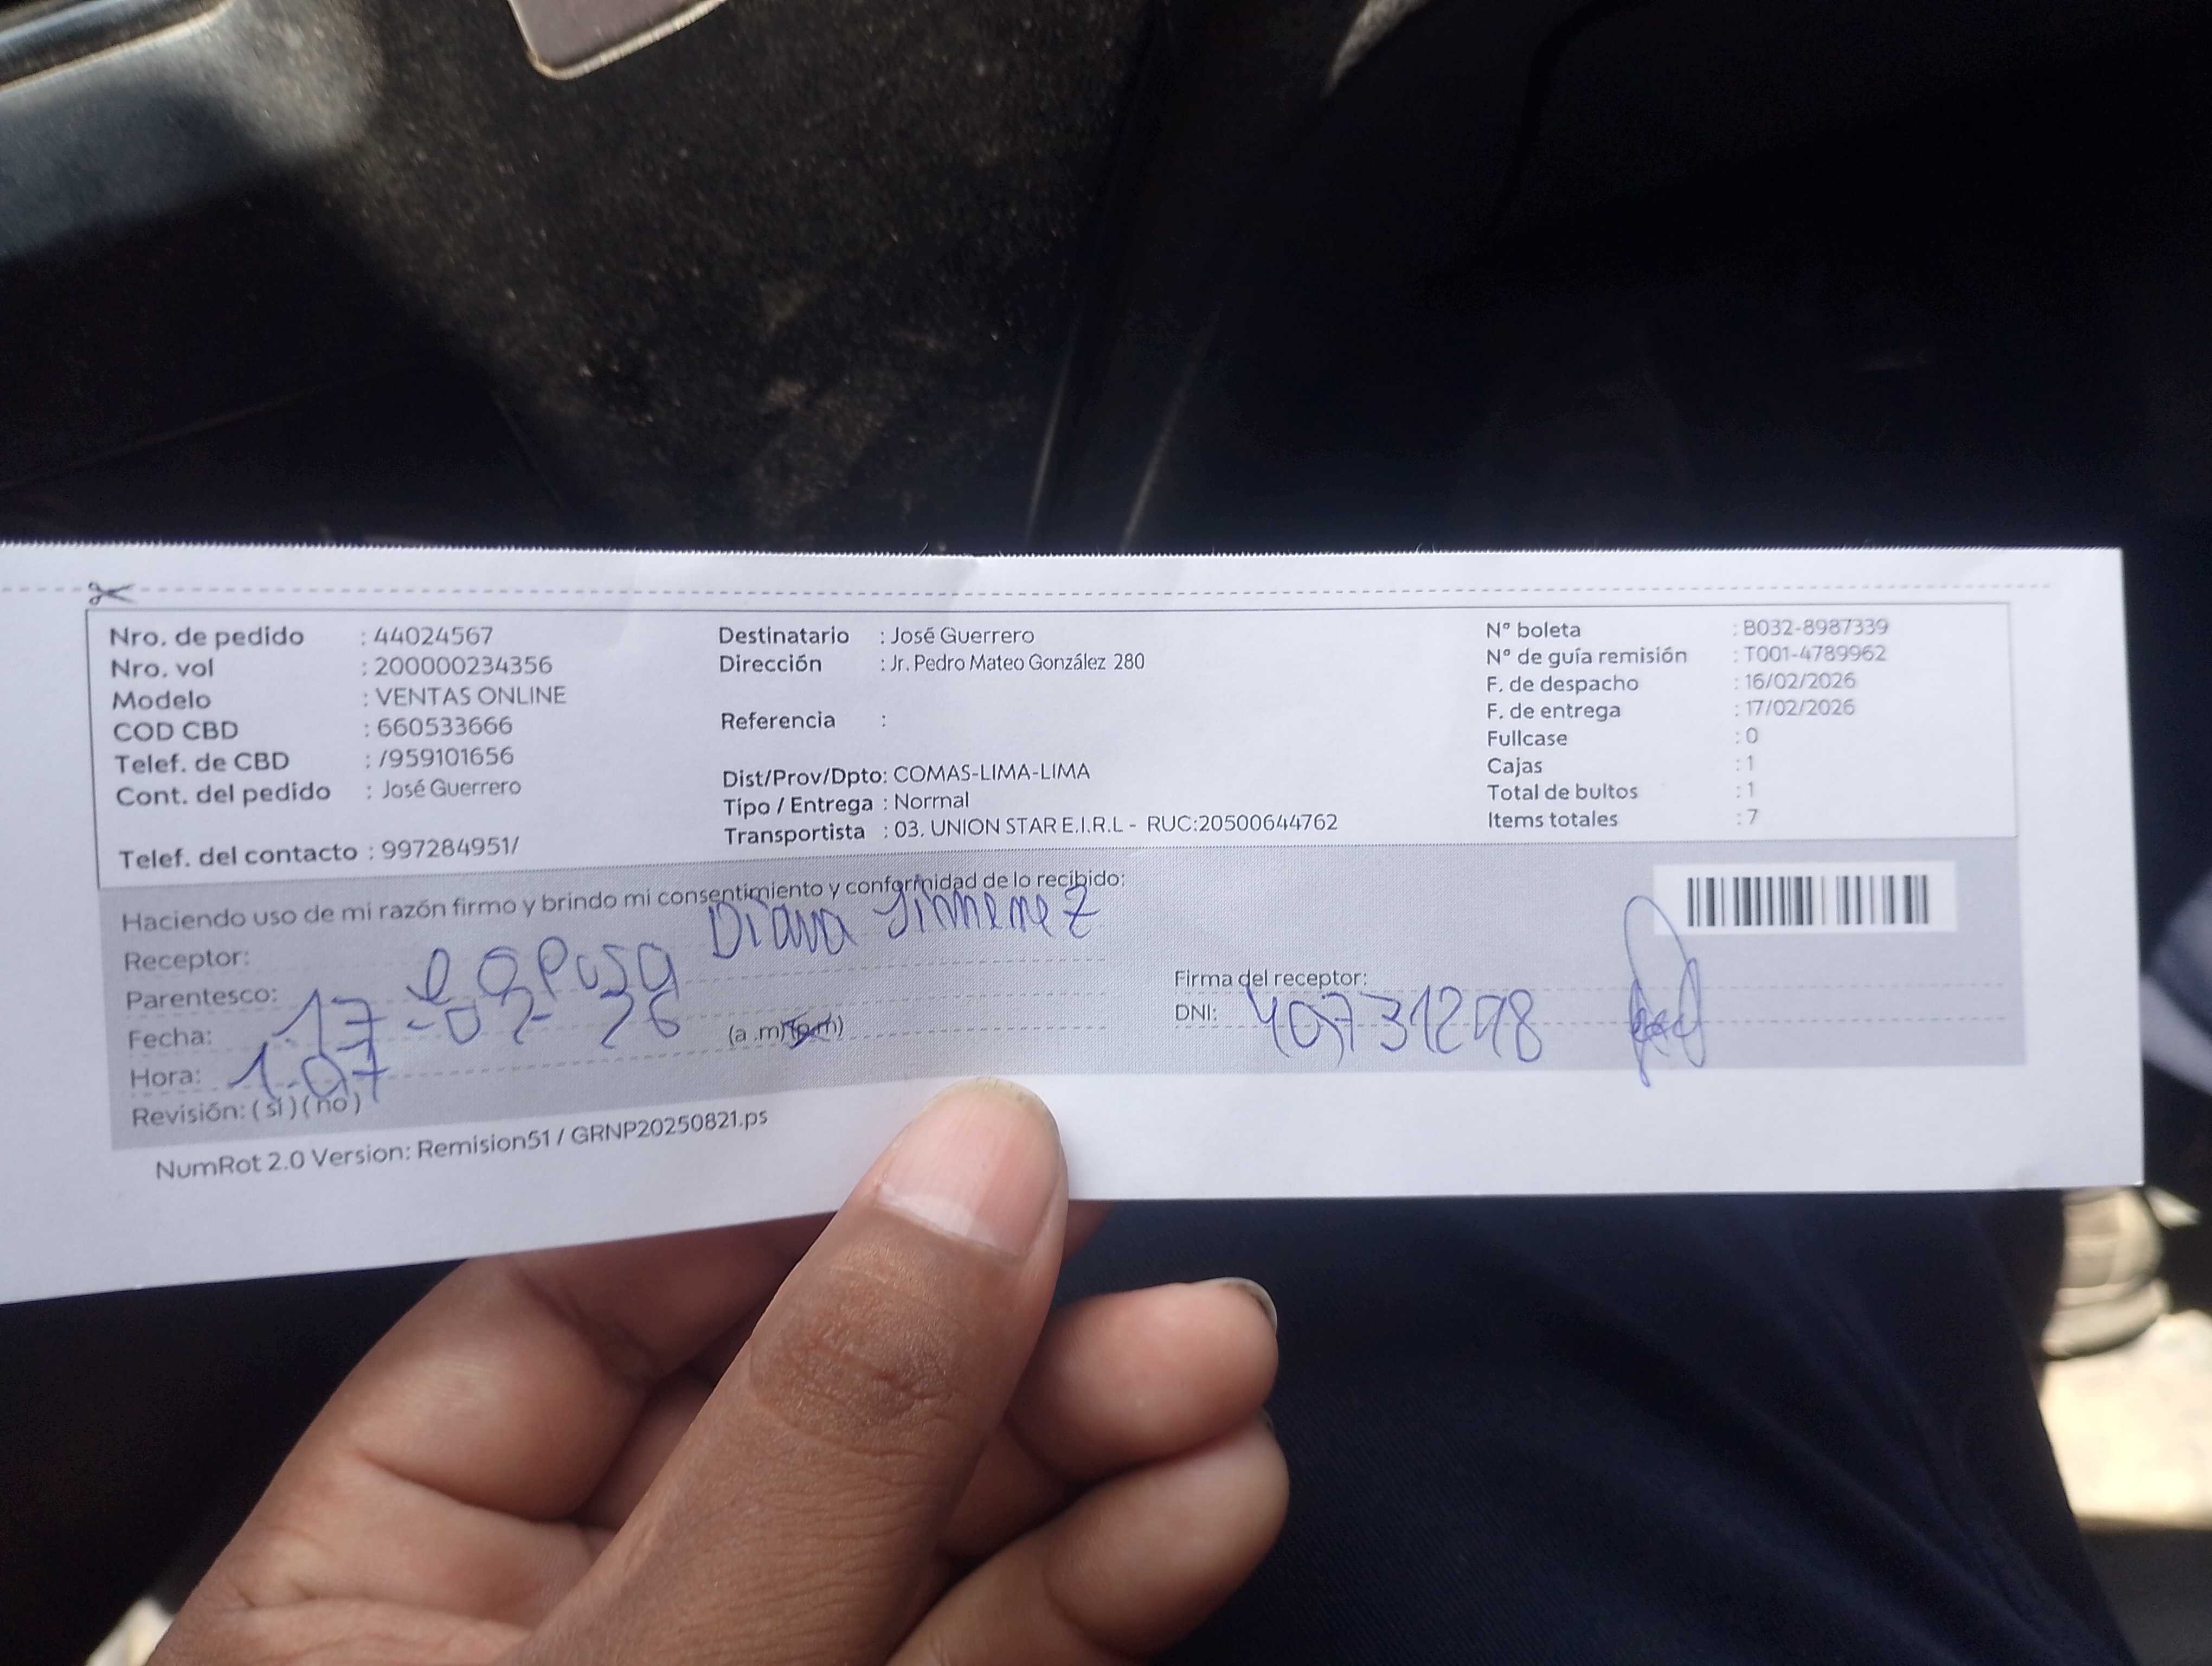 Nro. de pedido : 44024567
Nro. vol : 200000234356
Modelo : VENTAS ONLINE
COD CBD : 660533666
Telef. de CBD : /959101656
Cont. del pedido : José Guerrero
Telef. del contacto : 997284951/
Destinatario : José Guerrero
Dirección : Jr. Pedro Mateo González 280
Referencia :
Dist/Prov/Dpto: COMAS-LIMA-LIMA
Tipo / Entrega : Normal
Transportista : 03. UNION STAR E.I.R.L - RUC:20500644762
N° boleta : B032-8987339
N° de guía remisión : T001-4789962
F. de despacho : 16/02/2026
F. de entrega : 17/02/2026
Fullcase : 0
Cajas : 1
Total de bultos : 1
Items totales : 7
Haciendo uso de mi razón firmo y brindo mi consentimiento y conformidad de lo recibido:
Receptor: Diana Jimenez
Parentesco: esposa
Fecha: 17-02-26
Hora: 1.07 (a .m)(p.m)
Revisión: ( si ) ( no )
Firma del receptor:
DNI: 40731298
NumRot 2.0 Version: Remision51 / GRNP20250821.ps